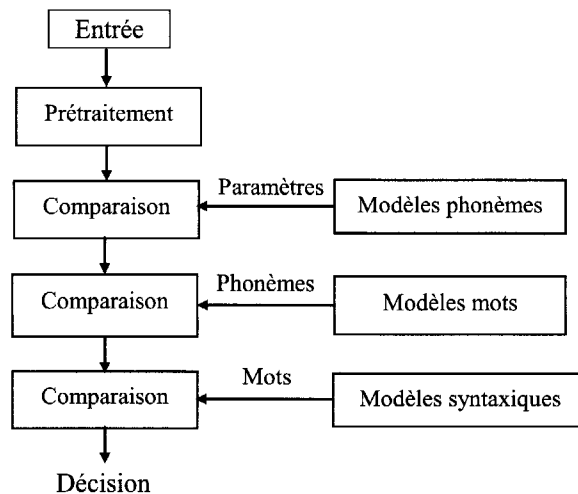 Entrée
Prétraitement
Paramètres
Comparaison
Modèles phonèmes
Phonèmes
Comparaison
Modèles mots
Mots
Comparaison
Modèles syntaxiques
Décision